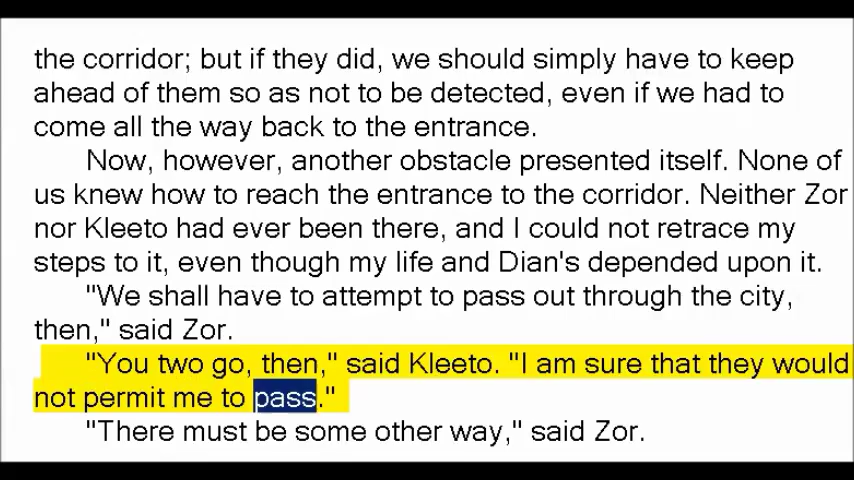 the corridor; but if they did, we should simply have to keep
ahead of them so as not to be detected, even if we had to
come all the way back to the entrance.
Now, however, another obstacle presented itself. None of
us knew how to reach the entrance to the corridor. Neither Zor
nor Kleeto had ever been there, and I could not retrace my
steps to it, even though my life and Dian's depended upon it.
"We shall have to attempt to pass out through the city,
then," said Zor.
"You two go, then," said Kleeto. "I am sure that they would
not permit me to pass."
"There must be some other way," said Zor.